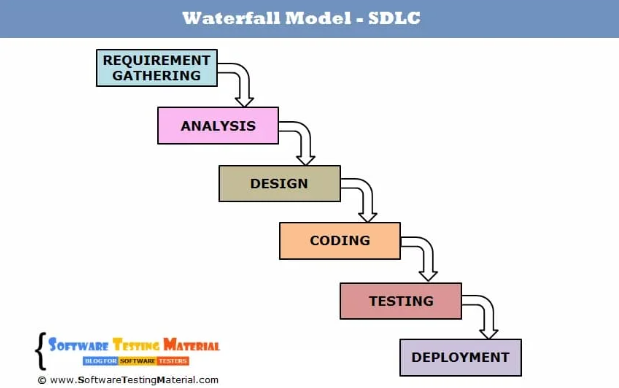 Waterfall Model - SDLC
REQUIREMENT
GATHERING
ANALYSIS
DESIGN
CODING
TESTING
DEPLOYMENT
SOFTWARE TESTING MATERIAL
BLOG FOR SOFTWARE TESTERS
© www.SoftwareTestingMaterial.com